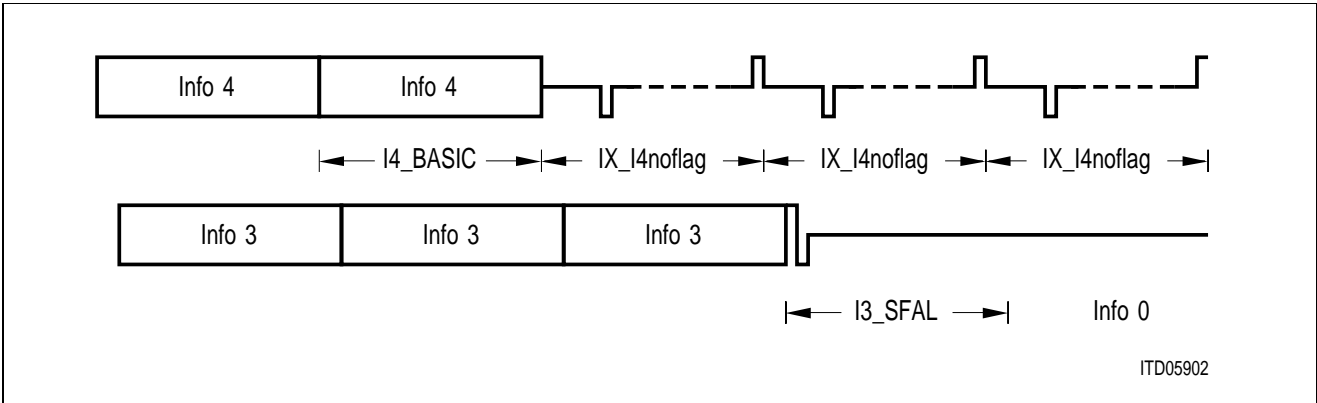 Info 4 Info 4
I4_BASIC IX_I4noflag IX_I4noflag IX_I4noflag
Info 3 Info 3 Info 3
I3_SFAL Info 0
ITD05902